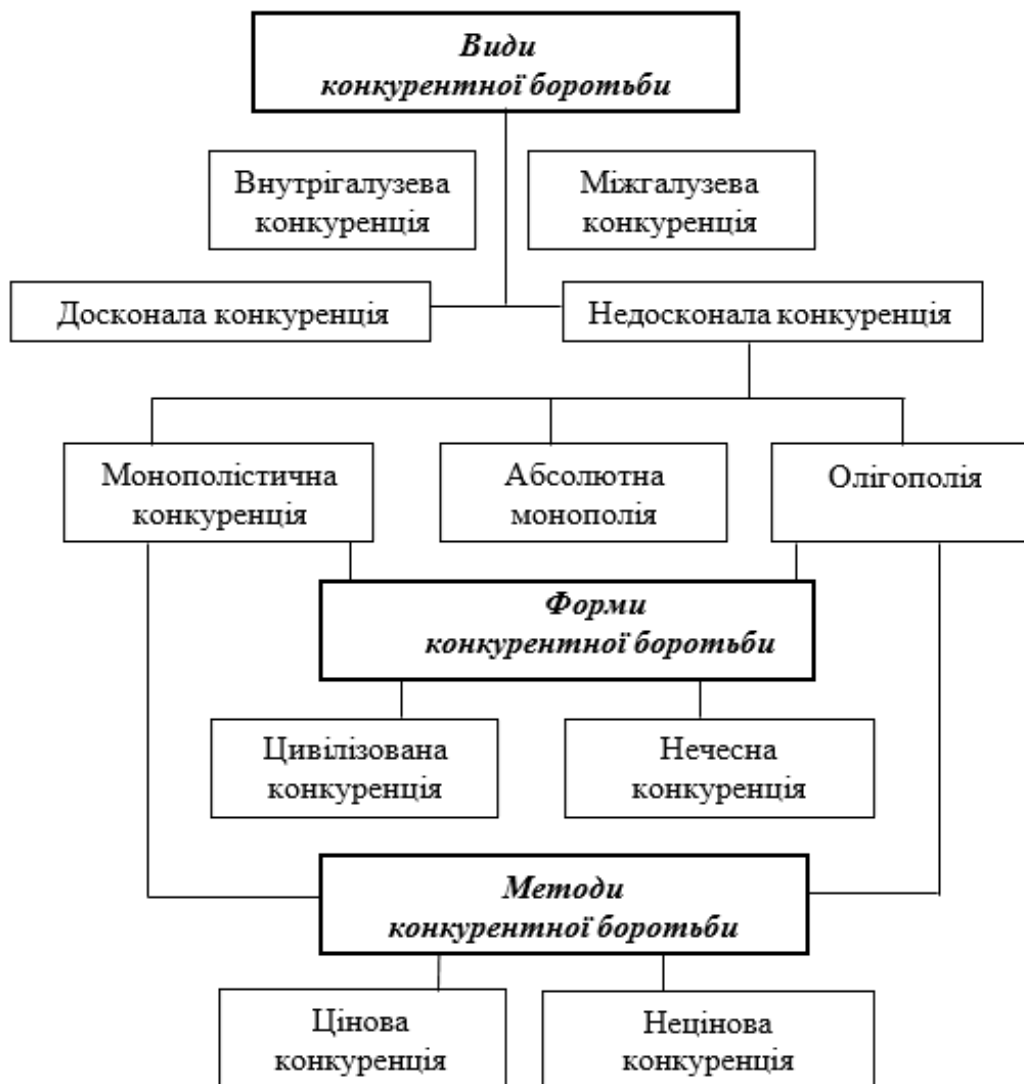 Види
конкурентної боротьби
Внутрігалузева
конкуренція
Міжгалузева
конкуренція
Досконала конкуренція
Недосконала конкуренція
Монополістична
конкуренція
Абсолютна
монополія
Олігополія
Форми
конкурентної боротьби
Цивілізована
конкуренція
Нечесна
конкуренція
Методи
конкурентної боротьби
Цінова
конкуренція
Нецінова
конкуренція